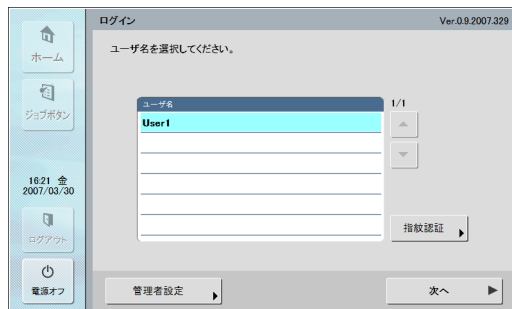 ログイン
Ver.0.9.2007.329
ホーム
ユーザ名を選択してください。
ジョブボタン
ユーザ名
1/1
User1
16:21 金
2007/03/30
ログアウト
指紋認証
電源オフ
管理者設定
次へ